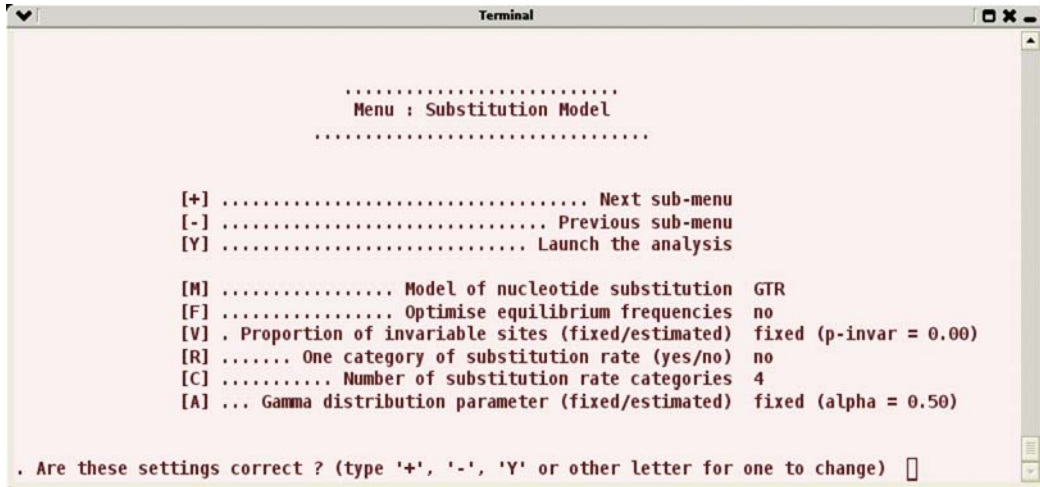 Terminal
...........................
Menu : Substitution Model
.................................
[+] .................................... Next sub-menu
[-] ................................ Previous sub-menu
[Y] .............................. Launch the analysis
[M] ................. Model of nucleotide substitution GTR
[F] ................. Optimise equilibrium frequencies no
[V] . Proportion of invariable sites (fixed/estimated) fixed (p-invar = 0.00)
[R] ....... One category of substitution rate (yes/no) no
[C] ........... Number of substitution rate categories 4
[A] ... Gamma distribution parameter (fixed/estimated) fixed (alpha = 0.50)
. Are these settings correct ? (type '+', '-', 'Y' or other letter for one to change)